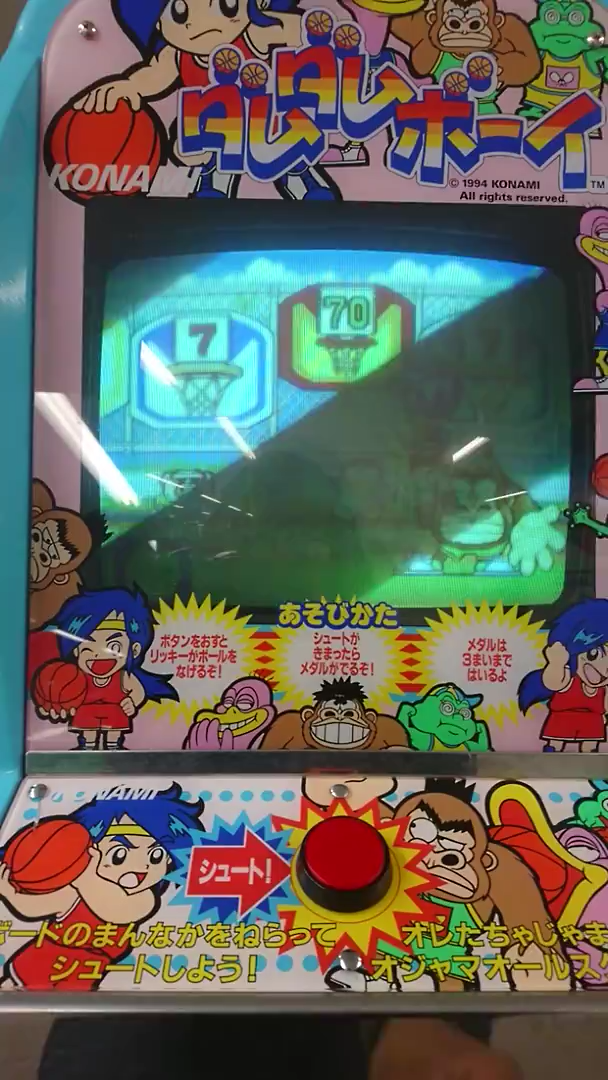 ダムダムボーイ
TM
KONAMI
© 1994 KONAMI
All rights reserved.
7
70
あそびかた
ボタンをおすと
リッキーがボールを
なげるぞ!
シュートが
きまったら
メダルがでるぞ!
メダルは
3まいまで
はいるよ
KONAMI
シュート!
ボードのまんなかをねらって
シュートしよう!
オレたちゃじゃま
オジャマオールス